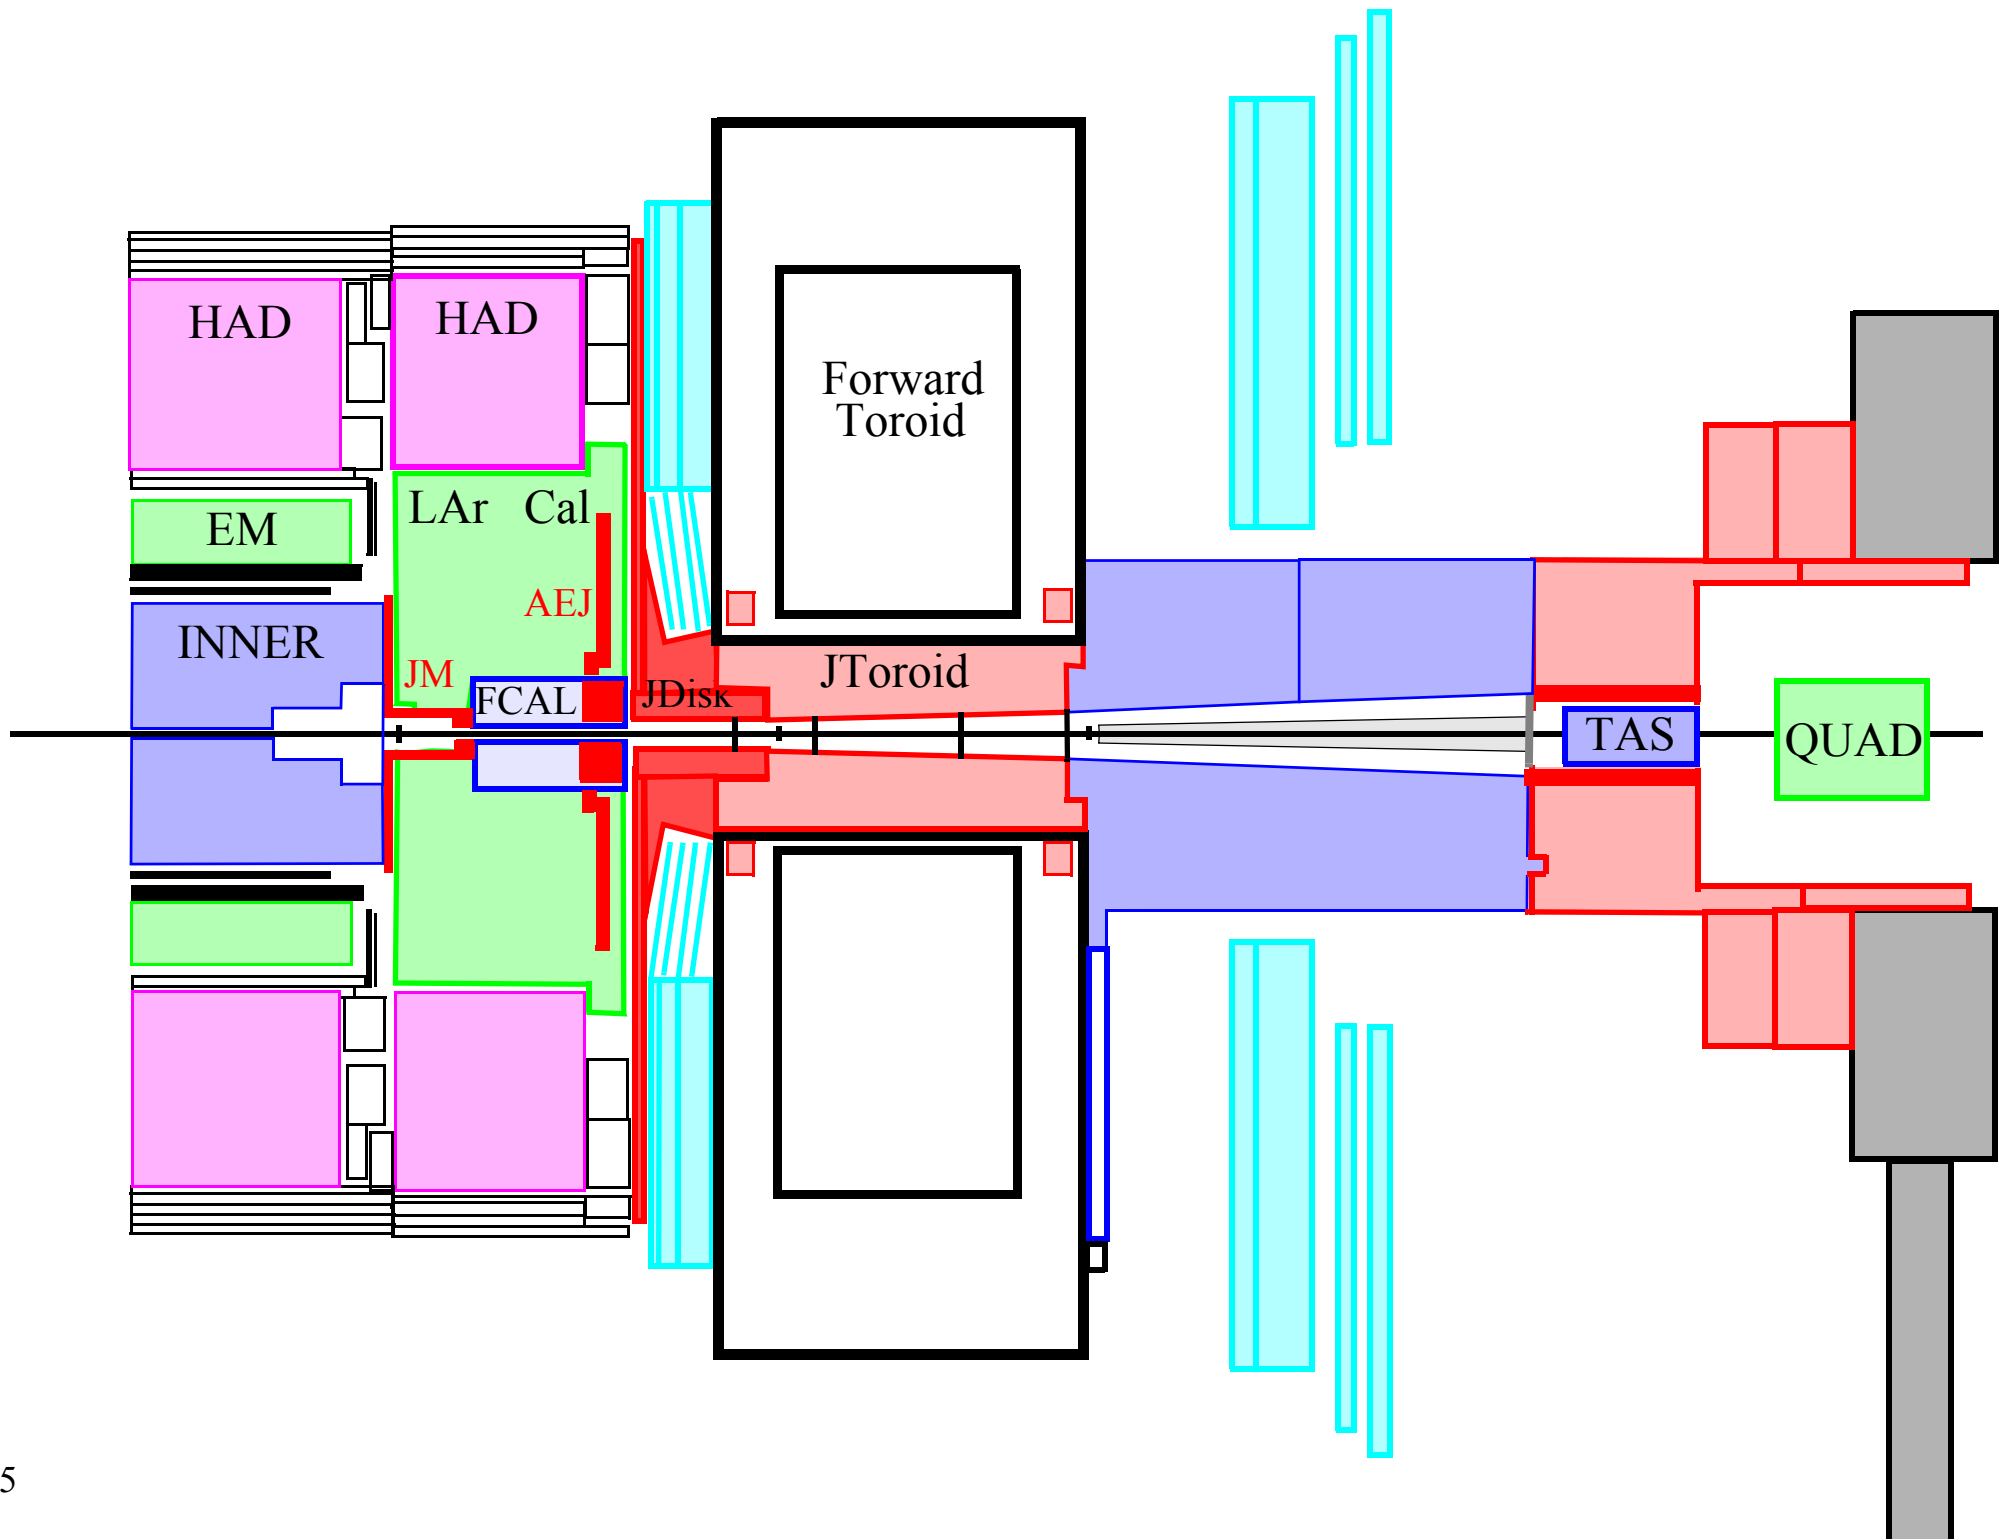 HAD
HAD
Forward
Toroid
LAr Cal
EM
AEJ
INNER
JM
FCAL
JDisk
JToroid
TAS
QUAD
5